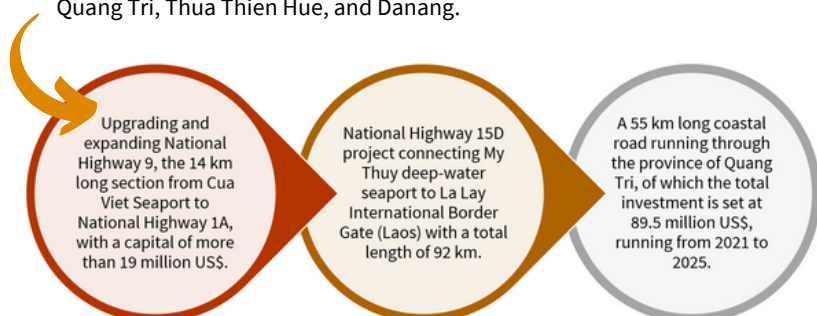 Quang Tri, Thua Thien Hue, and Danang.
Upgrading and
expanding National
Highway 9, the 14 km
long section from Cua
Viet Seaport to
National Highway 1A,
with a capital of more
than 19 million US$.
National Highway 15D
project connecting My
Thuy deep-water
seaport to La Lay
International Border
Gate (Laos) with a total
length of 92 km.
A 55 km long coastal
road running through
the province of Quang
Tri, of which the total
investment is set at
89.5 million US$,
running from 2021 to
2025.